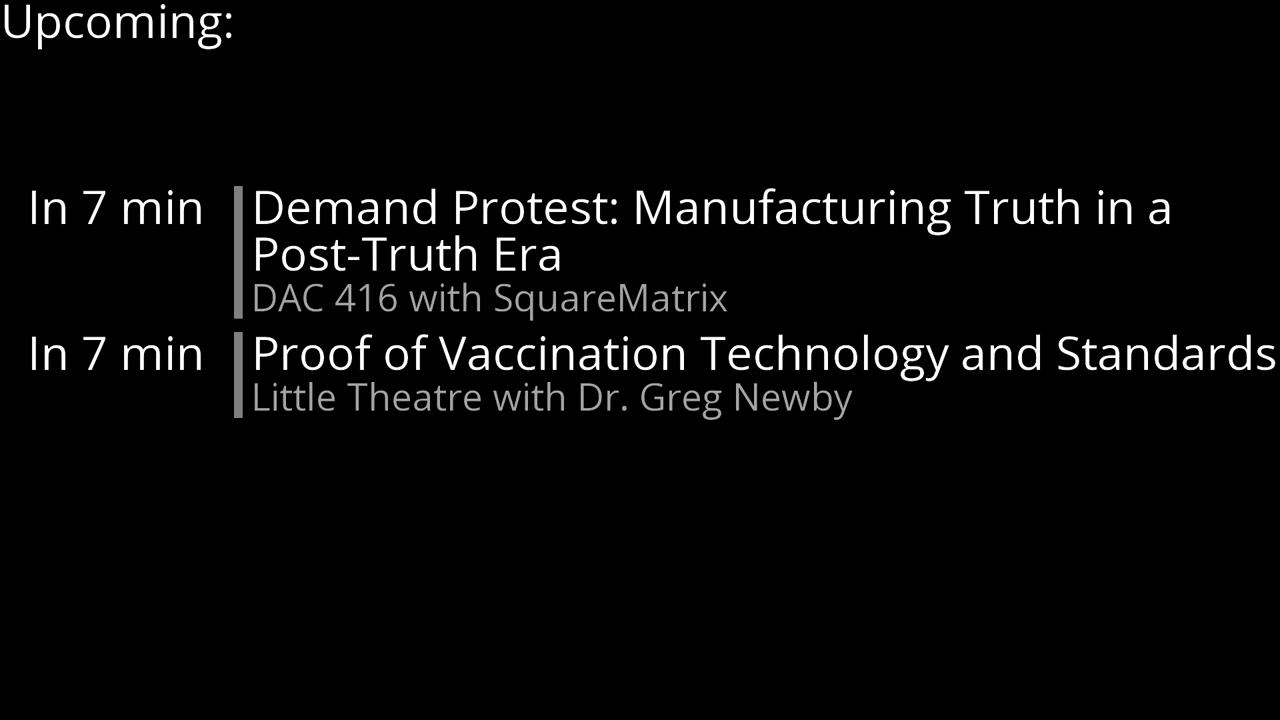 Upcoming:
In 7 min
Demand Protest: Manufacturing Truth in a
Post-Truth Era
DAC 416 with SquareMatrix
In 7 min
Proof of Vaccination Technology and Standards
Little Theatre with Dr. Greg Newby